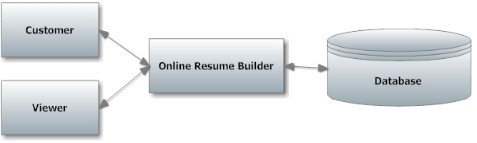 Customer
Online Resume Builder
Viewer
Database